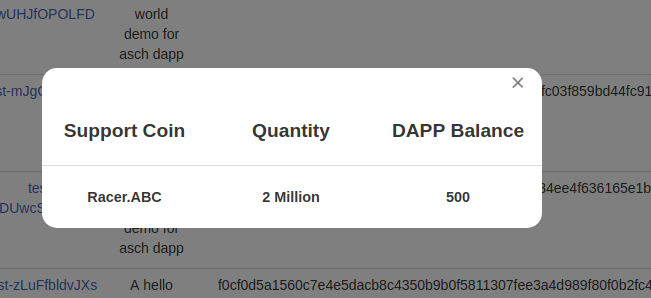 wUHJfOPOLFD world
demo for
asch dapp
st-mJgC fc03f859bd44fc91
×
Support Coin Quantity DAPP Balance
tes 34ee4f636165e1b
Racer.ABC 2 Million 500
DUwcS
demo for
asch dapp
st-zLuFfbldvJXs A hello f0cf0d5a1560c7e4e5dacb8c4350b9b0f5811307fee3a4d989f80f0b2fc4